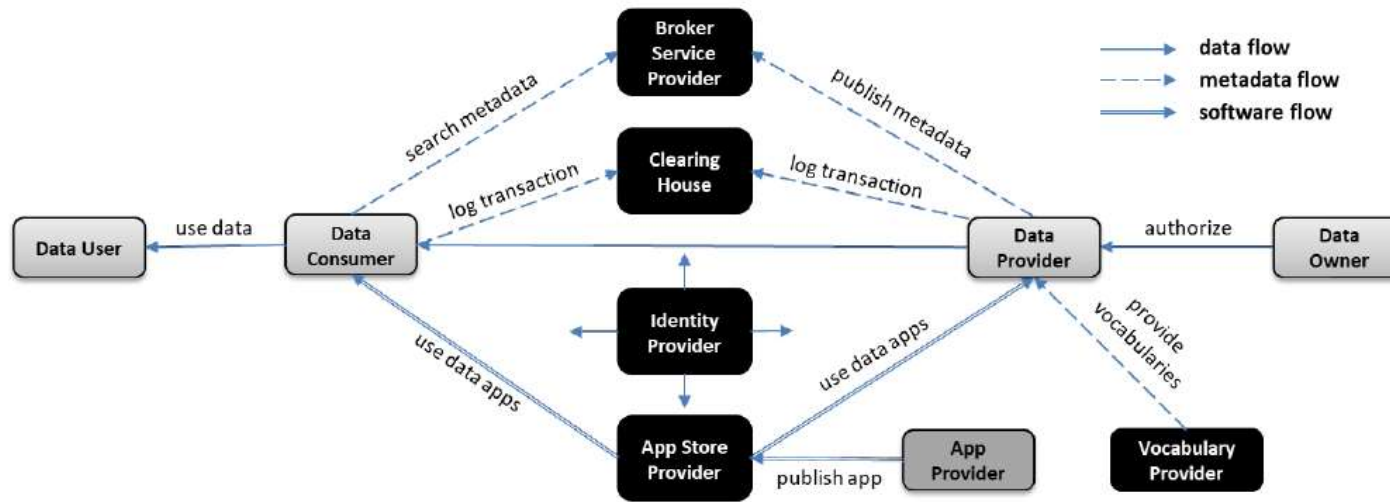 Broker
Service
Provider
data flow
metadata flow
software flow
search metadata
publish metadata
Clearing
House
log transaction
log transaction
Data User
use data
Data
Consumer
Data
Provider
authorize
Data
Owner
Identity
Provider
provide
vocabularies
use data apps
use data apps
App Store
Provider
publish app
App
Provider
Vocabulary
Provider